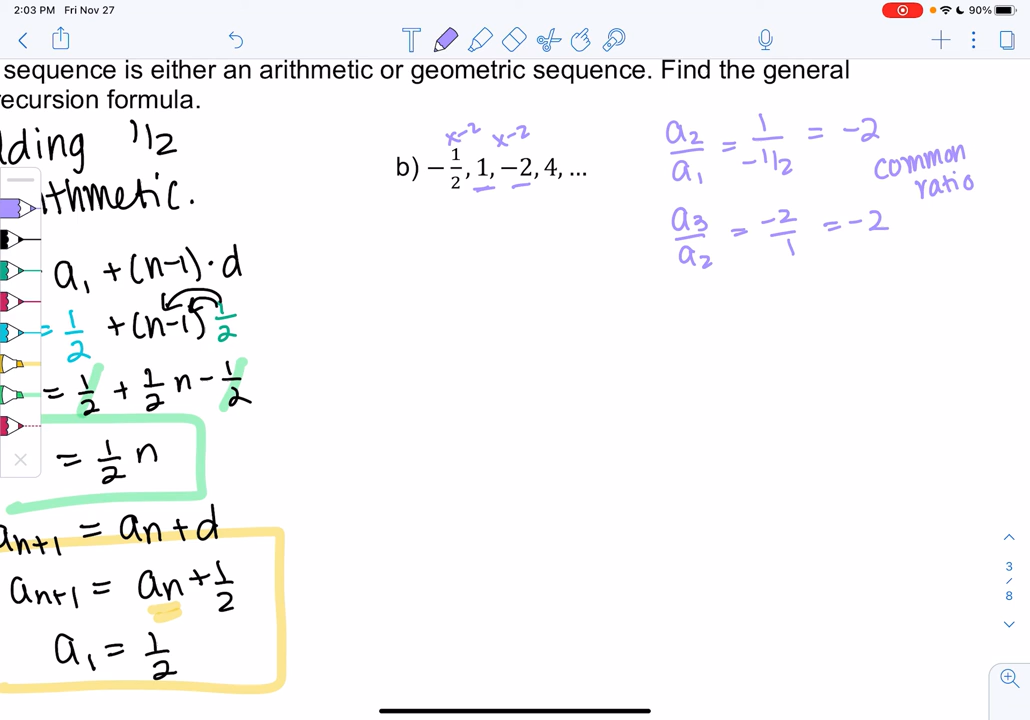 2:03 PM Fri Nov 27
90%
sequence is either an arithmetic or geometric sequence. Find the general
recursion formula.
lding 1/2
ithmetic.
a₁ + (n-1) · d
= 1/2 + (n-1) 1/2
= 1/2 + 1/2 n - 1/2
= 1/2 n
an+1 = an + d
an+1 = an + 1/2
a₁ = 1/2
x-2 x-2
b) -1/2, 1, -2, 4, ...
a₂/a₁ = 1/(-1/2) = -2
common
ratio
a₃/a₂ = -2/1 = -2
3
/
8